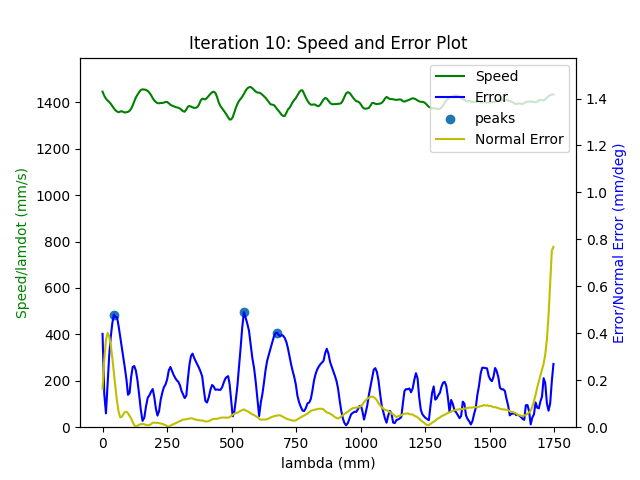 Iteration 10: Speed and Error Plot
Speed
Error
peaks
Normal Error
Speed/lamdot (mm/s)
1400
1200
1000
800
600
400
200
0
1.4
1.2
1.0
0.8
0.6
0.4
0.2
0.0
Error/Normal Error (mm/deg)
0 250 500 750 1000 1250 1500 1750
lambda (mm)